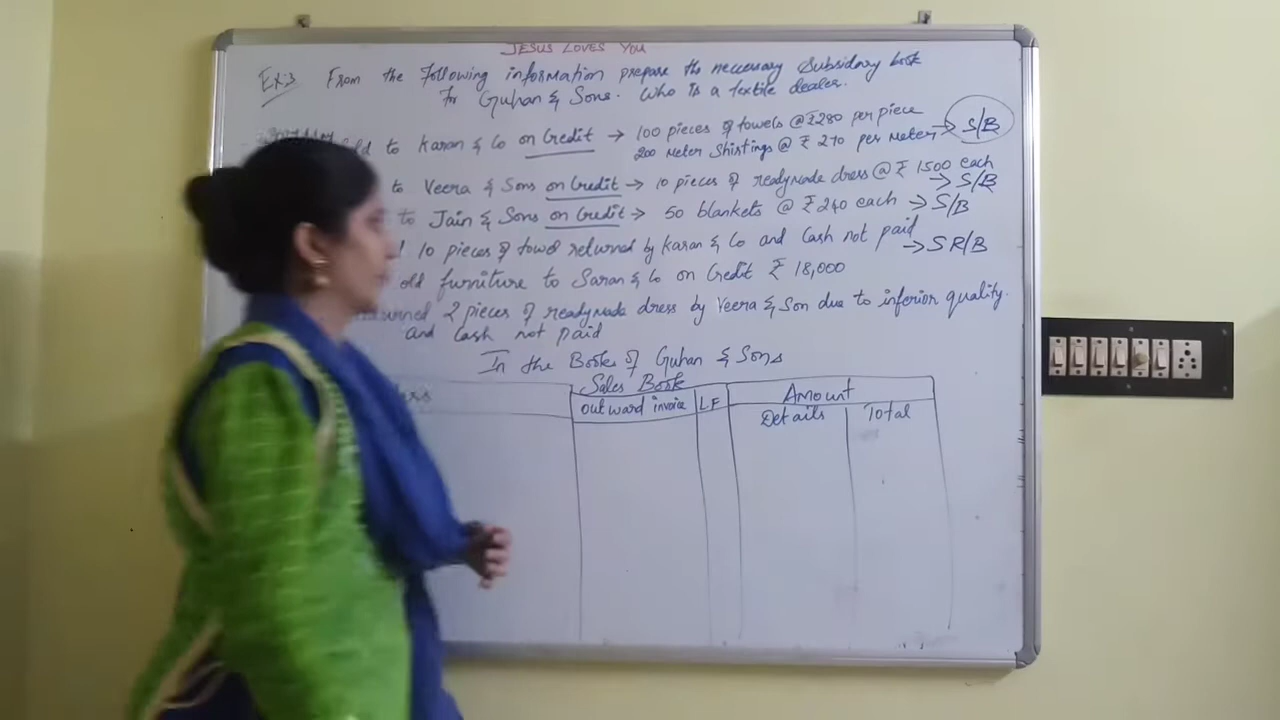 JESUS LOVES YOU
Ex:3 From the following information prepare the necessary Subsidiary book
for Guhan & Sons. Who is a textile dealer.
to Karan & Co on Credit → 100 pieces of towels @ ₹280 per piece
200 Meter Shirtings @ ₹ 270 per Meter → S/B
to Veera & Sons on Credit → 10 pieces of readymade dress @ ₹ 1500 each
→ S/B
to Jain & Sons on Credit → 50 blankets @ ₹240 each → S/B
10 pieces of towel returned by Karan & Co and Cash not paid
→ SR/B
old furniture to Saran & Co on Credit ₹ 18,000
2 pieces of readymade dress by Veera & Son due to inferior quality.
and Cash not paid
In the Books of Guhan & Sons
Sales Book
outward invoice LF Amount
Details Total